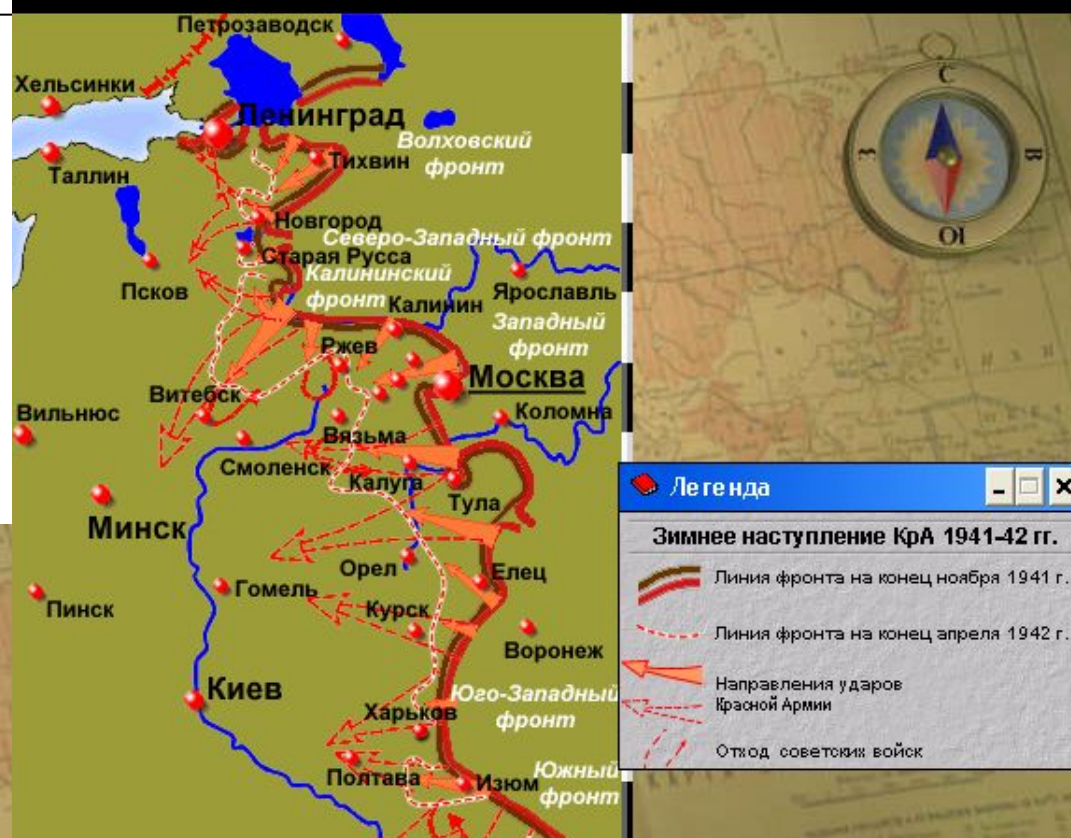 Петрозаводск
Хельсинки
Ленинград
Волховский
фронт
Таллин
Тихвин
Новгород
Северо-Западный фронт
Старая Русса
Калининский
фронт
Псков
Калинин
Ярославль
Западный
фронт
Ржев
Москва
Витебск
Вильнюс
Коломна
Вязьма
Смоленск
Калуга
Тула
Минск
Орел
Елец
Гомель
Пинск
Курск
Воронеж
Киев
Юго-Западный
фронт
Харьков
Полтава
Изюм
Южный
фронт
С
З
В
Ю
Легенда
Зимнее наступление КрА 1941-42 гг.
Линия фронта на конец ноября 1941 г.
Линия фронта на конец апреля 1942 г.
Направления ударов
Красной Армии
Отход советских войск